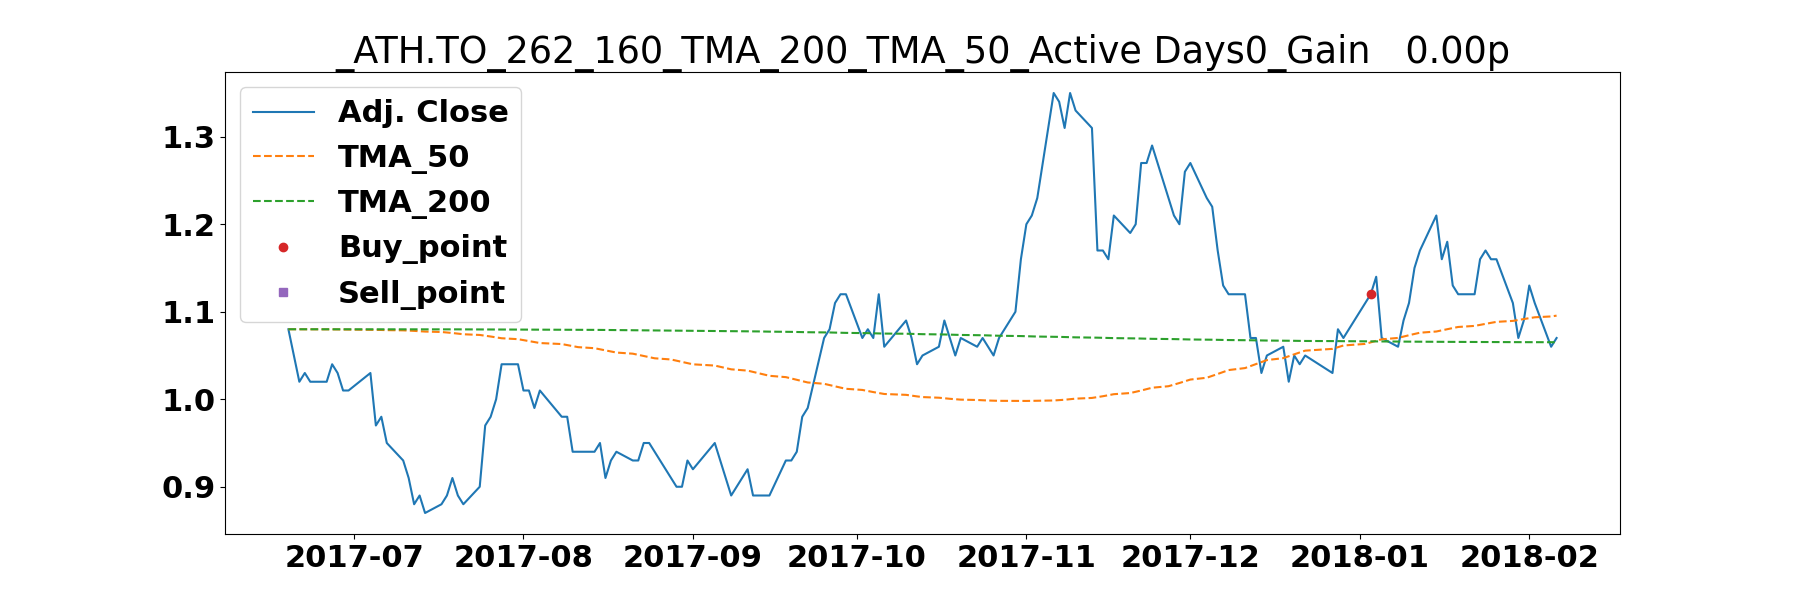 _ATH.TO_262_160_TMA_200_TMA_50_Active Days0_Gain   0.00p
Adj. Close
TMA_50
TMA_200
Buy_point
Sell_point
1.3
1.2
1.1
1.0
0.9
2017-07 2017-08 2017-09 2017-10 2017-11 2017-12 2018-01 2018-02